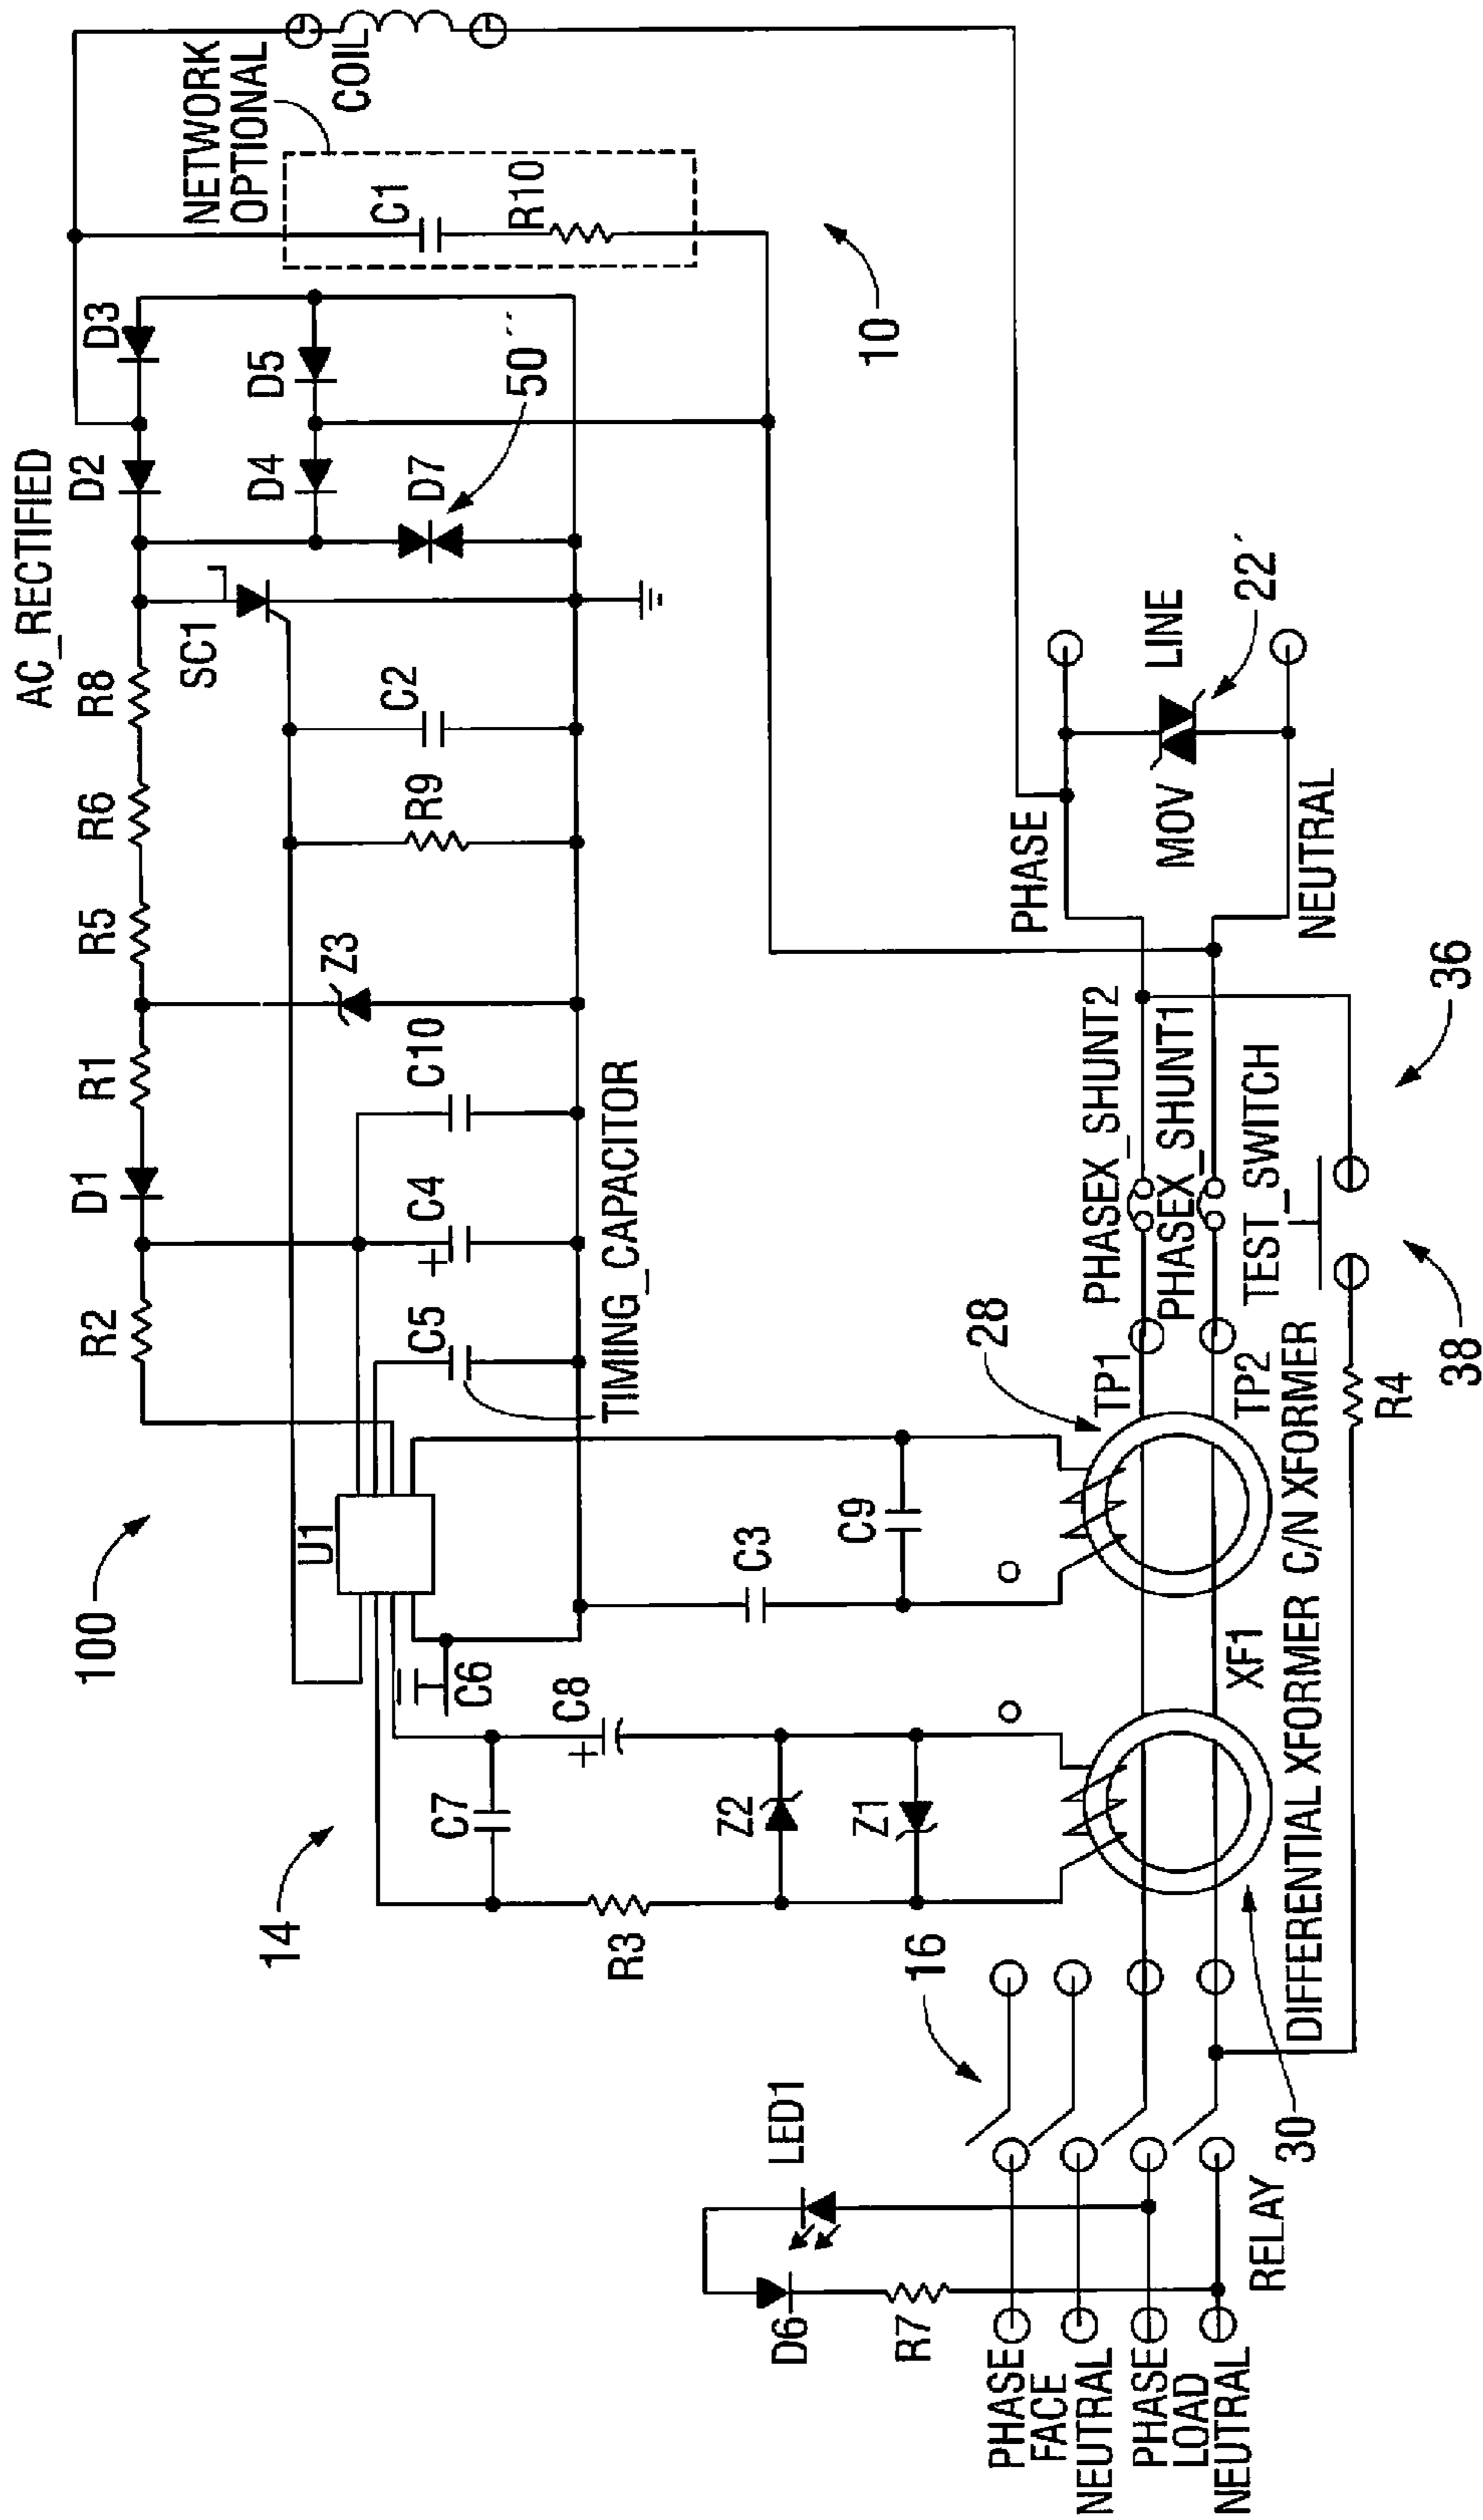 100
14
AC_RECTIFIED
R2
D1
R1
R5
R6
R8
D2
D3
SC1
D4
D5
NETWORK
OPTIONAL
COIL
U1
Z3
C5
C4
C10
R9
C2
D7
50´´
C1
R10
TIMING_CAPACITOR
C6
C7
C8
R3
Z2
Z1
C3
C9
10
LED1
D6
R7
16
28
PHASE
FACE
NEUTRAL
PHASE
LOAD
NEUTRAL
RELAY
30
XF1
DIFFERENTIAL XFORMER
C/N XFORMER
TP1
TP2
PHASEX_SHUNT2
PHASEX_SHUNT1
TEST_SWITCH
PHASE
MOV
LINE
22´
NEUTRAL
R4
38
36